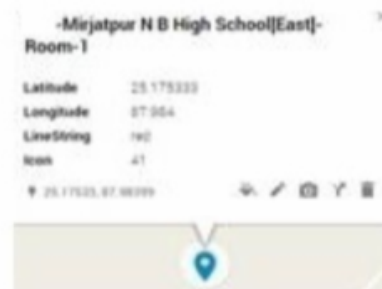 -Mirjatpur N B High School[East]-
Room-1
Latitude 25.175333
Longitude 87.984
LineString red
Icon 41